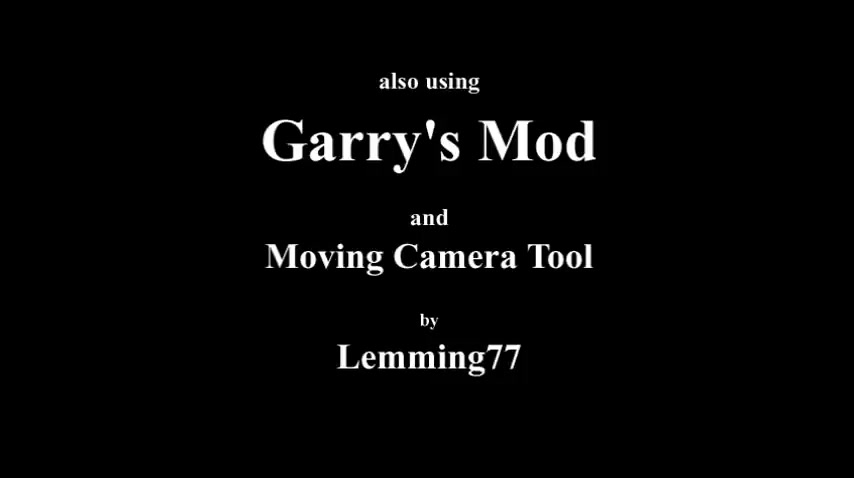 also using
Garry's Mod
and
Moving Camera Tool
by
Lemming77